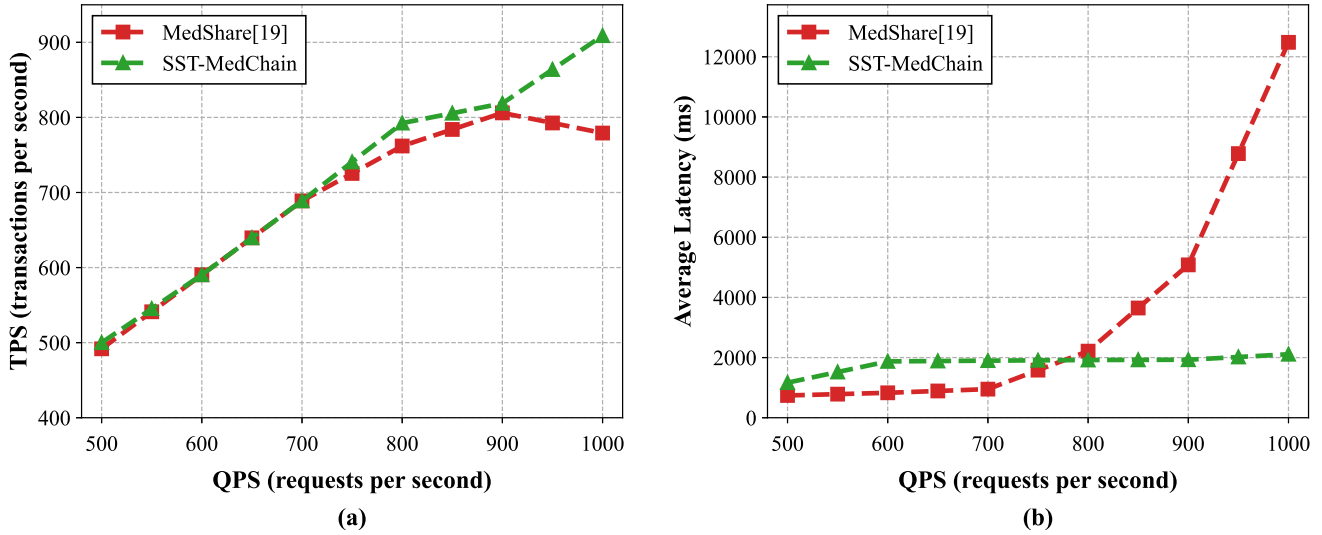 MedShare[19]
SST-MedChain
TPS (transactions per second)
900
800
700
600
500
400
500 600 700 800 900 1000
QPS (requests per second)
(a)
MedShare[19]
SST-MedChain
Average Latency (ms)
12000
10000
8000
6000
4000
2000
0
500 600 700 800 900 1000
QPS (requests per second)
(b)